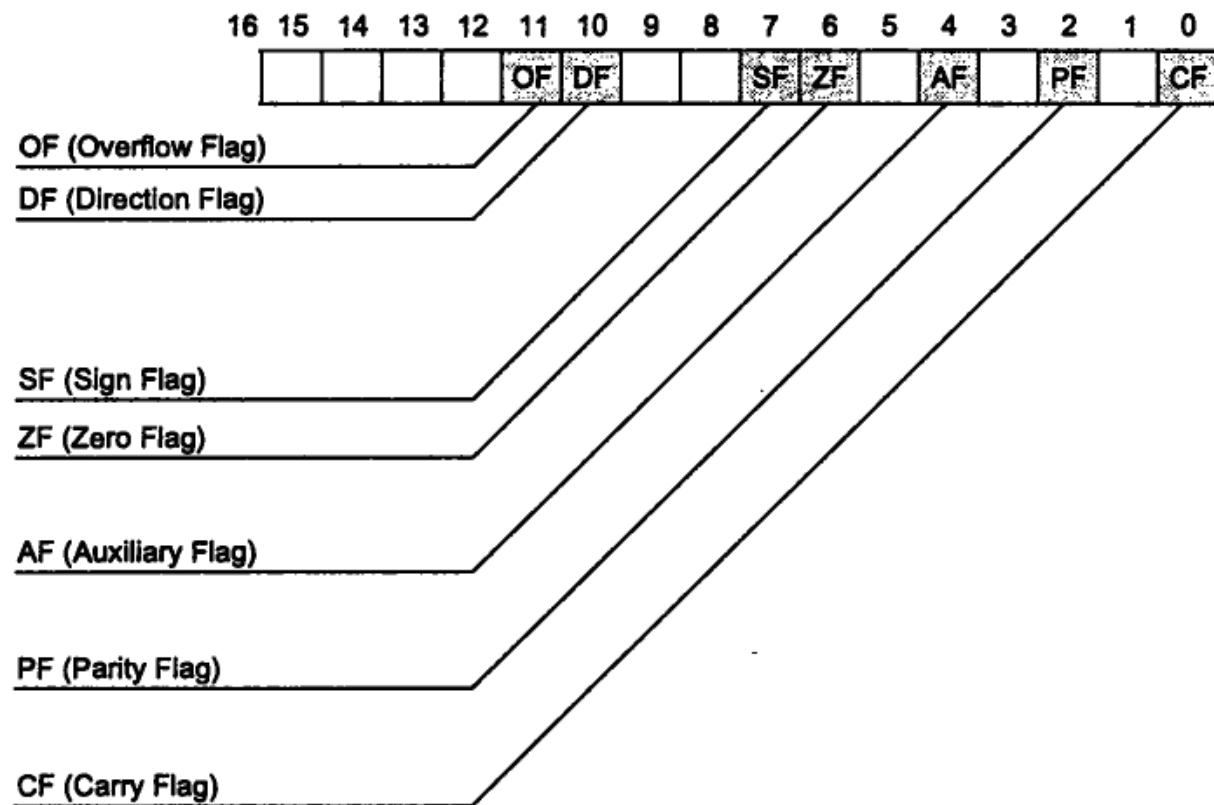 16 15 14 13 12 11 10 9 8 7 6 5 4 3 2 1 0
OF DF SF ZF AF PF CF
OF (Overflow Flag)
DF (Direction Flag)
SF (Sign Flag)
ZF (Zero Flag)
AF (Auxiliary Flag)
PF (Parity Flag)
CF (Carry Flag)